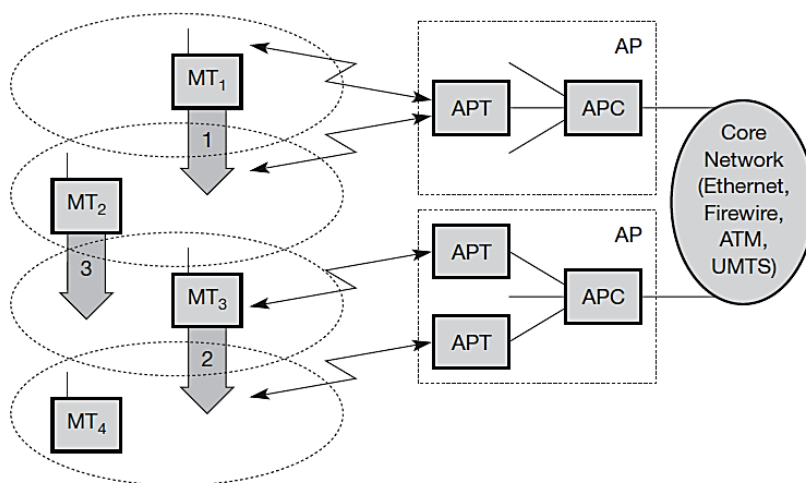 AP
MT₁
APT
APC
1
Core
Network
(Ethernet,
Firewire,
ATM,
UMTS)
MT₂
3
AP
APT
MT₃
APC
2
APT
MT₄